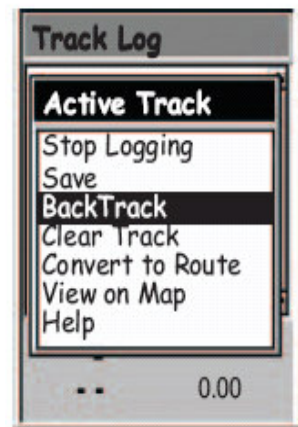 Track Log
Active Track
Stop Logging
Save
BackTrack
Clear Track
Convert to Route
View on Map
Help
-- 0.00